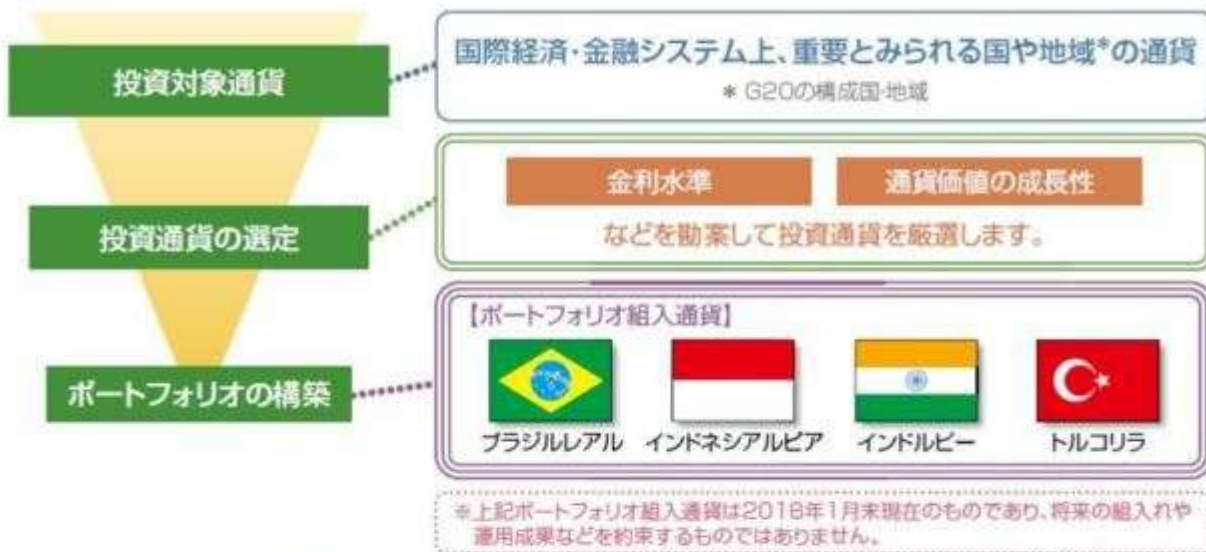 投資対象通貨
国際経済・金融システム上、重要とみられる国や地域*の通貨
* G20の構成国・地域
投資通貨の選定
金利水準
通貨価値の成長性
などを勘案して投資通貨を厳選します。
ポートフォリオの構築
【ポートフォリオ組入通貨】
ブラジルレアル
インドネシアルピア
インドルピー
トルコリラ
※上記ポートフォリオ組入通貨は2018年1月末現在のものであり、将来の組入れや
運用成果などを約束するものではありません。